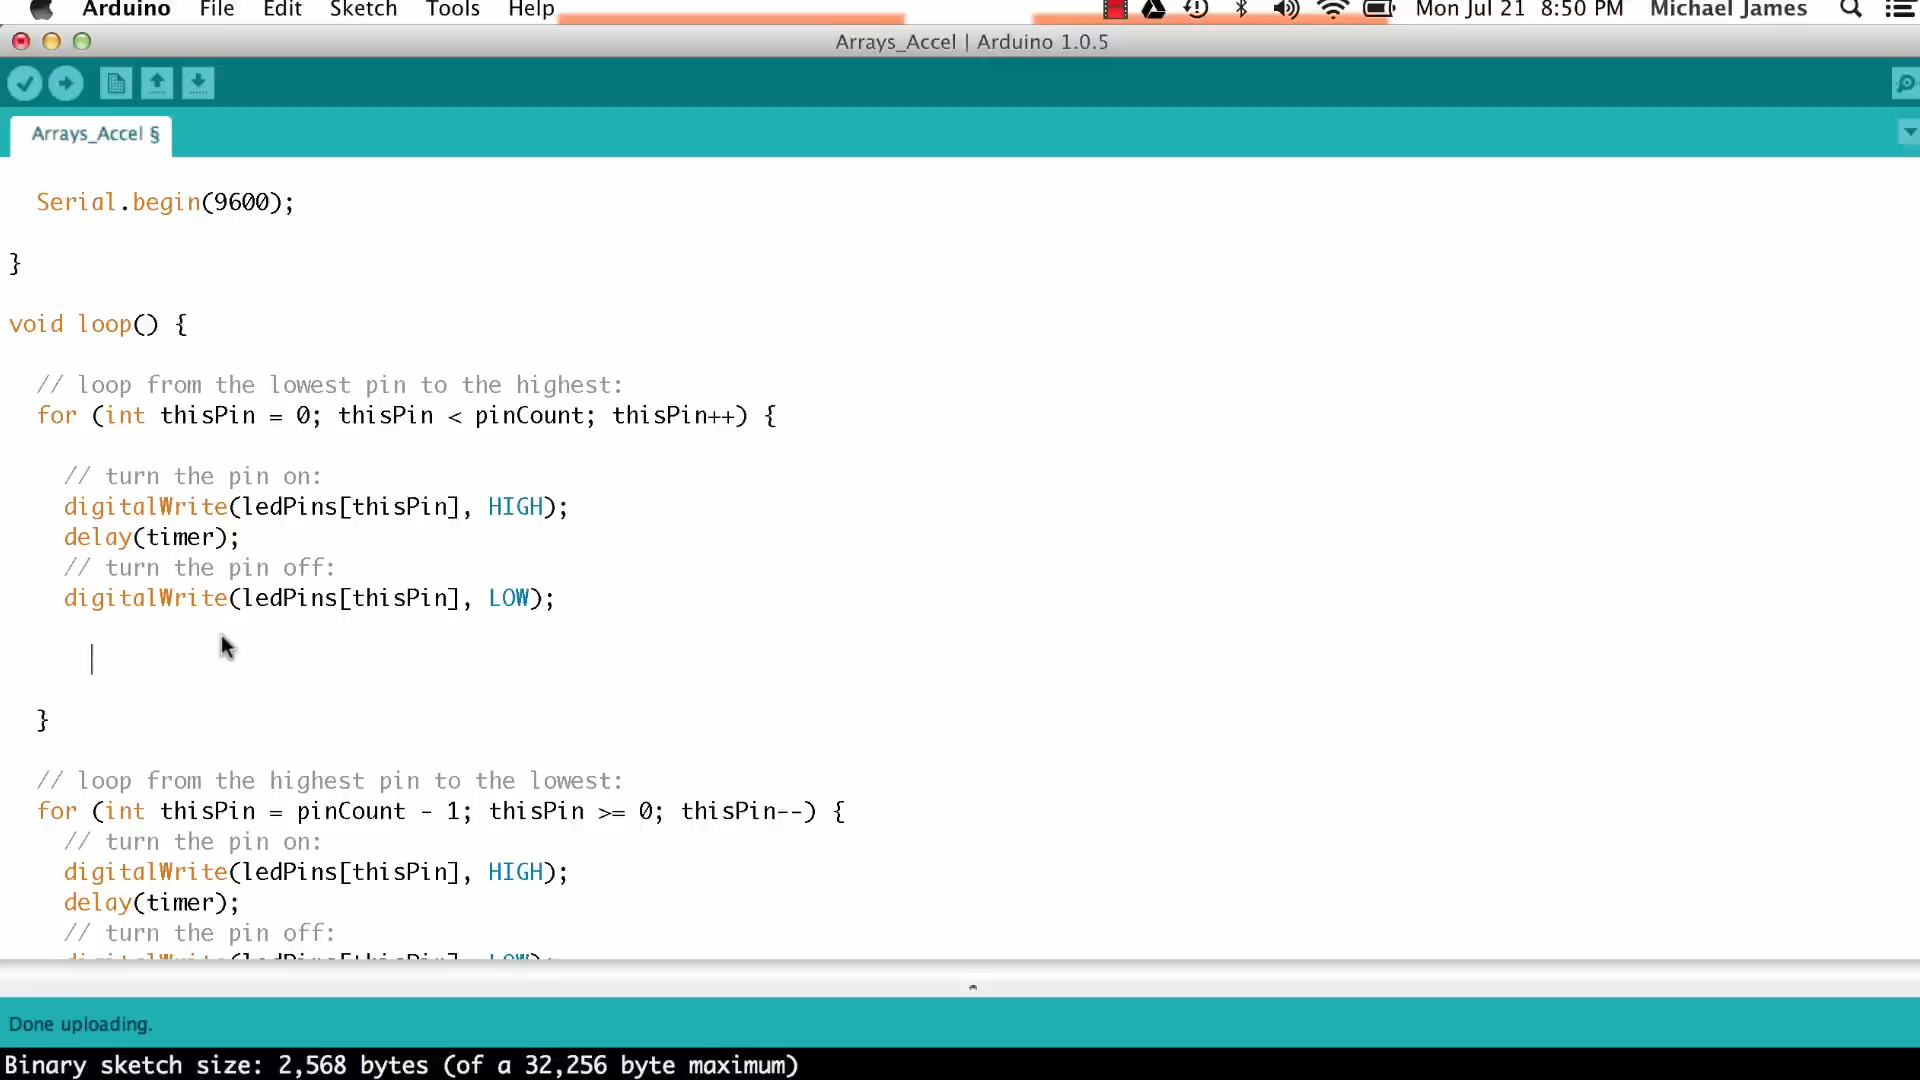 Arduino File Edit Sketch Tools Help Mon Jul 21 8:50 PM Michael James
Arrays_Accel | Arduino 1.0.5
Arrays_Accel §
Serial.begin(9600);
}
void loop() {
// loop from the lowest pin to the highest:
for (int thisPin = 0; thisPin < pinCount; thisPin++) {
// turn the pin on:
digitalWrite(ledPins[thisPin], HIGH);
delay(timer);
// turn the pin off:
digitalWrite(ledPins[thisPin], LOW);
}
// loop from the highest pin to the lowest:
for (int thisPin = pinCount - 1; thisPin >= 0; thisPin--) {
// turn the pin on:
digitalWrite(ledPins[thisPin], HIGH);
delay(timer);
// turn the pin off:
digitalWrite(ledPins[thisPin], LOW);
Done uploading.
Binary sketch size: 2,568 bytes (of a 32,256 byte maximum)